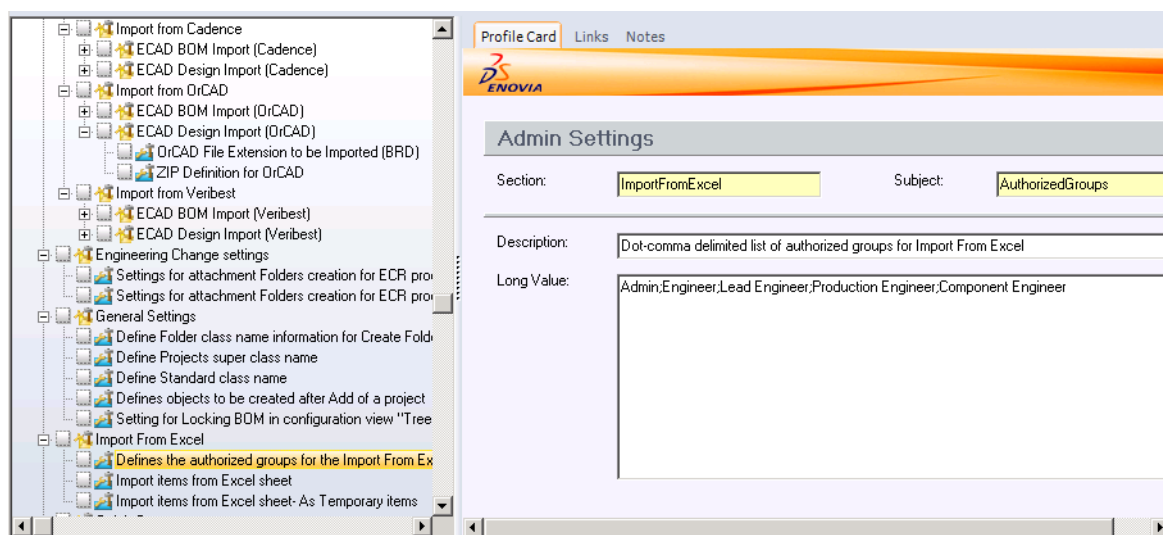 Import from Cadence
ECAD BOM Import (Cadence)
ECAD Design Import (Cadence)
Import from OrCAD
ECAD BOM Import (OrCAD)
ECAD Design Import (OrCAD)
OrCAD File Extension to be Imported (BRD)
ZIP Definition for OrCAD
Import from Veribest
ECAD BOM Import (Veribest)
ECAD Design Import (Veribest)
Engineering Change settings
Settings for attachment Folders creation for ECR pro
Settings for attachment Folders creation for ECR pro
General Settings
Define Folder class name information for Create Fold
Define Projects super class name
Define Standard class name
Defines objects to be created after Add of a project
Setting for Locking BOM in configuration view "Tree
Import From Excel
Defines the authorized groups for the Import From Ex
Import items from Excel sheet
Import items from Excel sheet- As Temporary items
Profile Card Links Notes
ENOVIA
Admin Settings
Section: ImportFromExcel Subject: AuthorizedGroups
Description: Dot-comma delimited list of authorized groups for Import From Excel
Long Value: Admin;Engineer;Lead Engineer;Production Engineer;Component Engineer